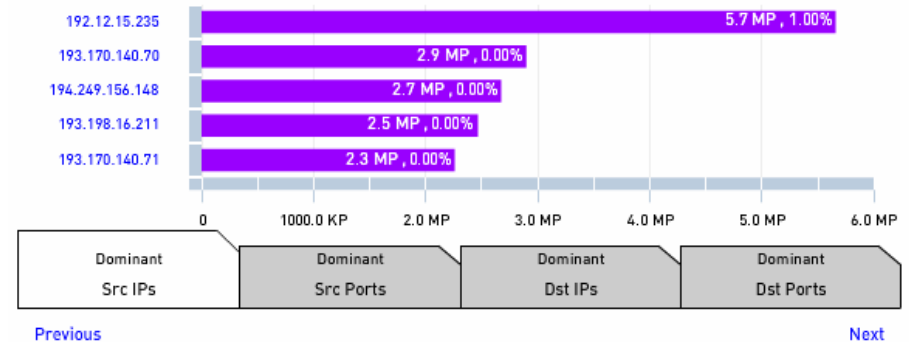 192.12.15.235 5.7 MP , 1.00%
193.170.140.70 2.9 MP , 0.00%
194.249.156.148 2.7 MP , 0.00%
193.198.16.211 2.5 MP , 0.00%
193.170.140.71 2.3 MP , 0.00%
0 1000.0 KP 2.0 MP 3.0 MP 4.0 MP 5.0 MP 6.0 MP
Dominant Dominant Dominant Dominant
Src IPs Src Ports Dst IPs Dst Ports
Previous Next